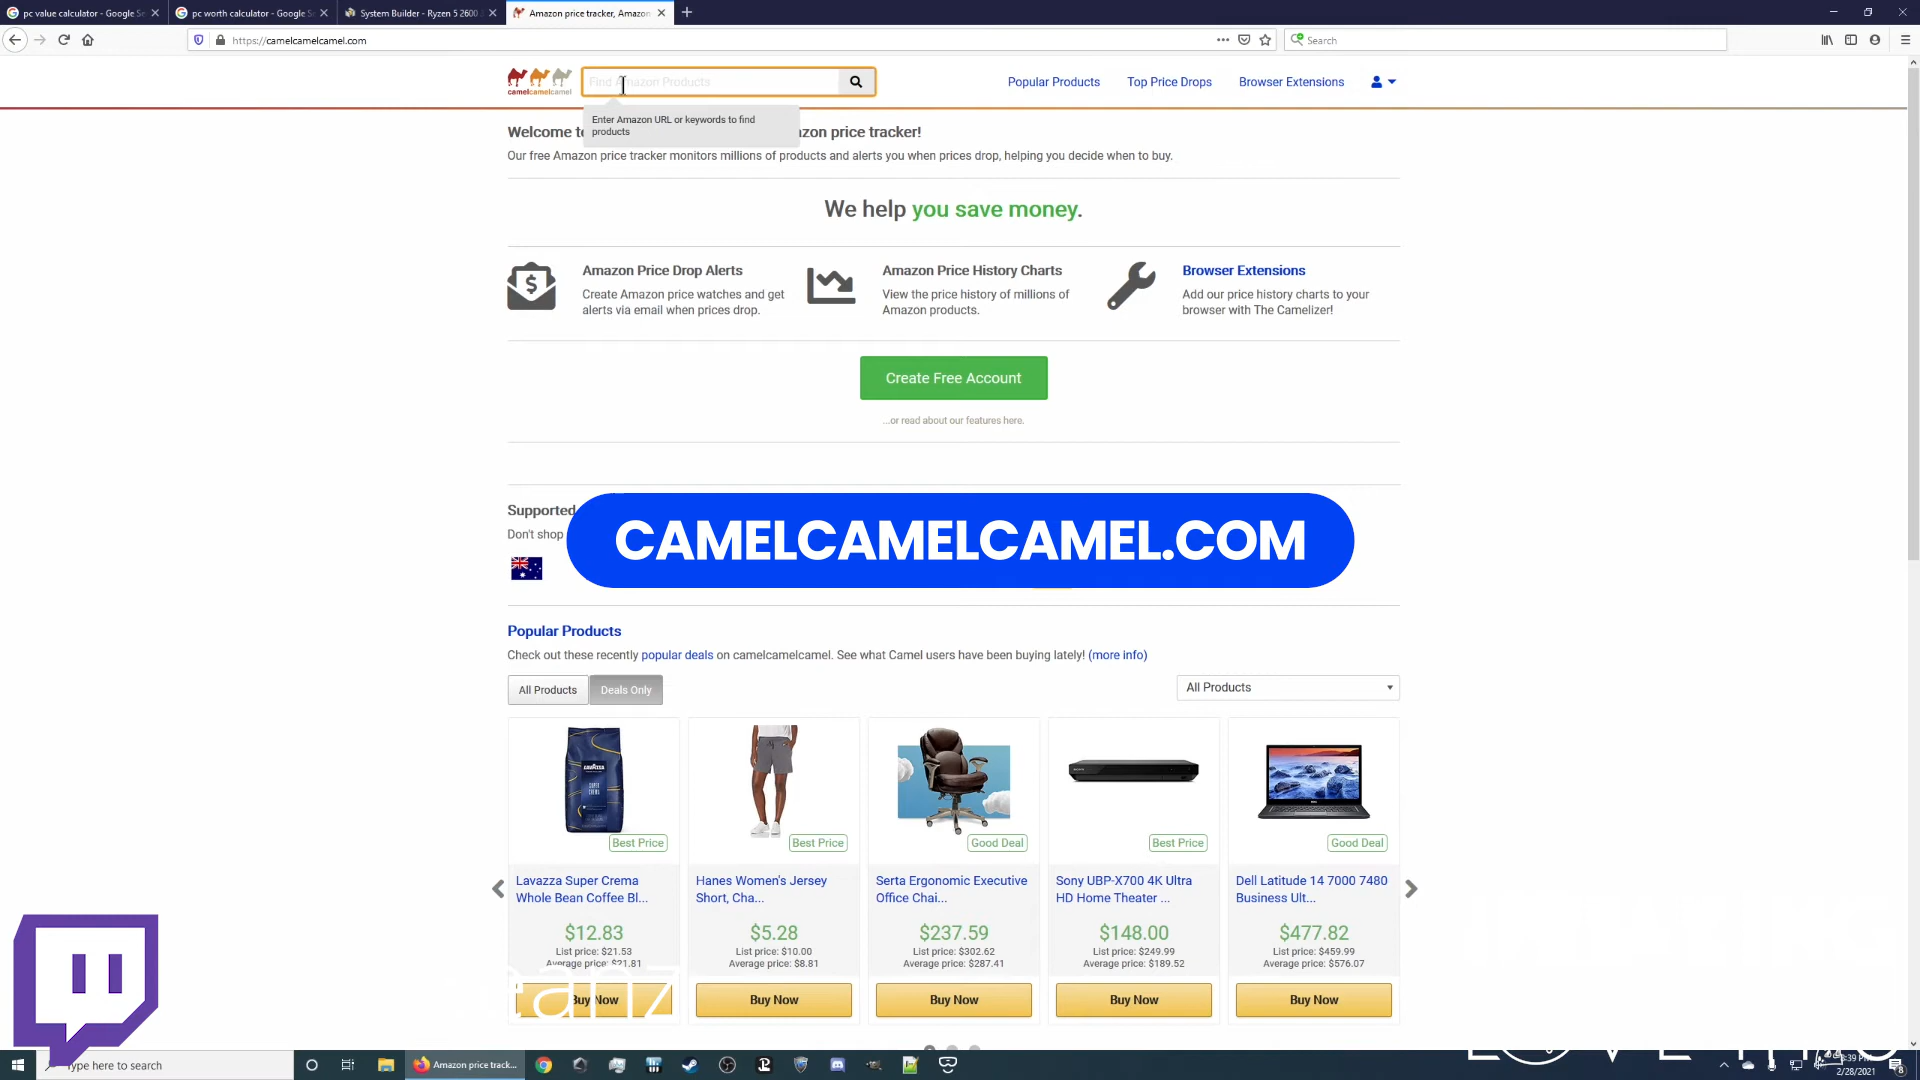 pc value calculator - Google Se
pc worth calculator - Google Se
System Builder - Ryzen 5 2600
Amazon price tracker, Amazon
https://camelcamelcamel.com
Search
camelcamelcamel
Find Amazon Products
Popular Products
Top Price Drops
Browser Extensions
Enter Amazon URL or keywords to find
products
Welcome to
zon price tracker!
Our free Amazon price tracker monitors millions of products and alerts you when prices drop, helping you decide when to buy.
We help you save money.
Amazon Price Drop Alerts
Create Amazon price watches and get
alerts via email when prices drop.
Amazon Price History Charts
View the price history of millions of
Amazon products.
Browser Extensions
Add our price history charts to your
browser with The Camelizer!
Create Free Account
...or read about our features here.
Supported
Don't shop
CAMELCAMELCAMEL.COM
Popular Products
Check out these recently popular deals on camelcamelcamel. See what Camel users have been buying lately! (more info)
All Products
Deals Only
All Products
LAVAZZA
SUPER
CREMA
Best Price
Lavazza Super Crema
Whole Bean Coffee Bl...
$12.83
List price: $21.53
Average price: $21.81
Buy Now
Best Price
Hanes Women's Jersey
Short, Cha...
$5.28
List price: $10.00
Average price: $8.81
Buy Now
Good Deal
Serta Ergonomic Executive
Office Chai...
$237.59
List price: $302.62
Average price: $287.41
Buy Now
Best Price
Sony UBP-X700 4K Ultra
HD Home Theater ...
$148.00
List price: $249.99
Average price: $189.52
Buy Now
Good Deal
Dell Latitude 14 7000 7480
Business Ult...
$477.82
List price: $459.99
Average price: $576.07
Buy Now
eanz
Type here to search
Amazon price track...
:39 PM
2/28/2021